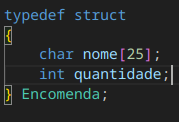 typedef struct
{
    char nome[25];
    int quantidade;
} Encomenda;